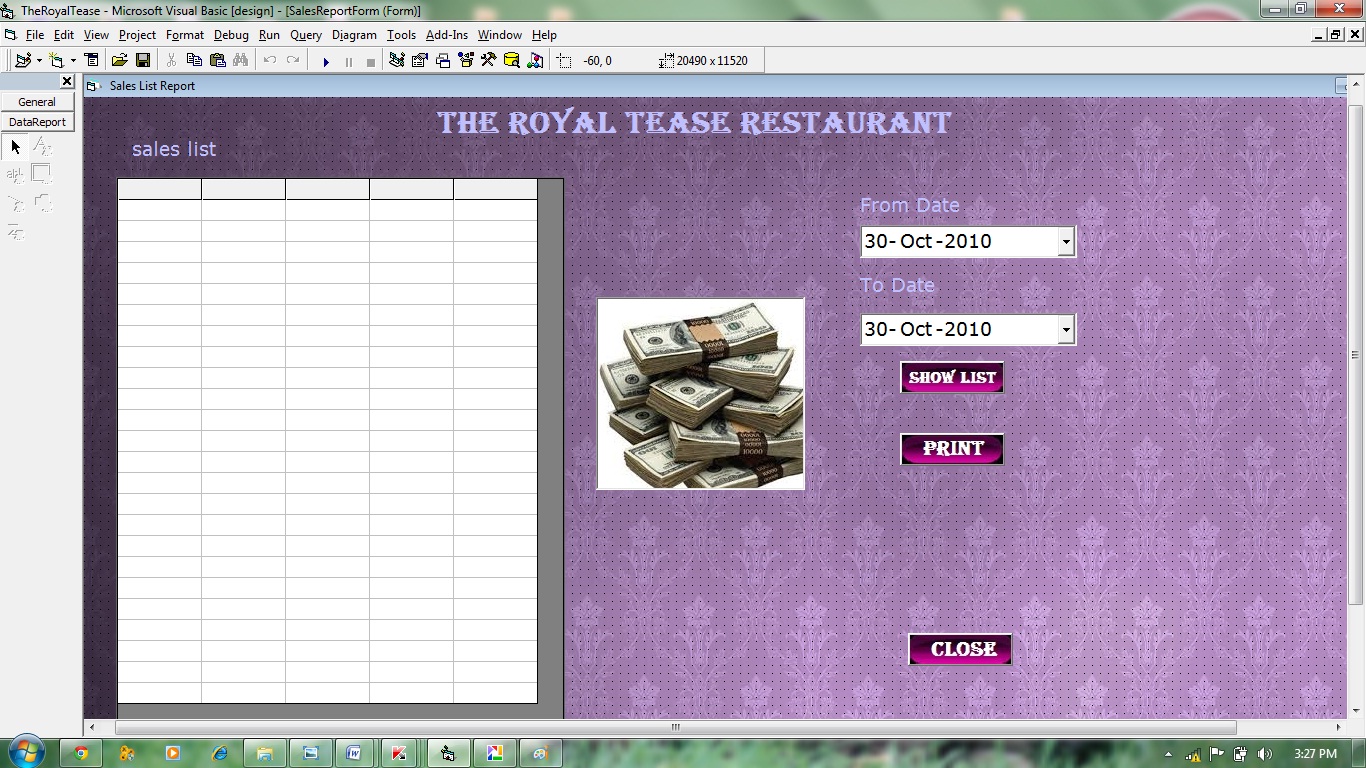 TheRoyalTease - Microsoft Visual Basic [design] - [SalesReportForm (Form)]
File Edit View Project Format Debug Run Query Diagram Tools Add-Ins Window Help
-60, 0 20490 x 11520
General
DataReport
Sales List Report
THE ROYAL TEASE RESTAURANT
sales list
From Date
30- Oct -2010
To Date
30- Oct -2010
SHOW LIST
PRINT
CLOSE
10000
10000
3:27 PM